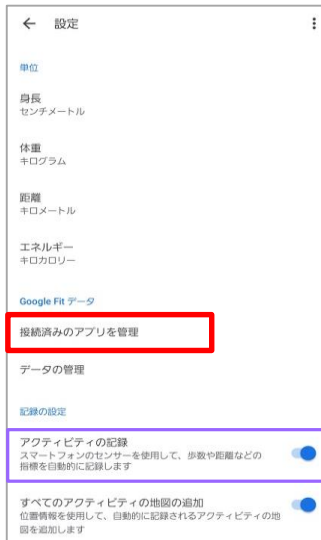 設定
単位
身長
センチメートル
体重
キログラム
距離
キロメートル
エネルギー
キロカロリー
Google Fit データ
接続済みのアプリを管理
データの管理
記録の設定
アクティビティの記録
スマートフォンのセンサーを使用して、歩数や距離などの
指標を自動的に記録します
すべてのアクティビティの地図の追加
位置情報を使用して、自動的に記録されるアクティビティの地
図を追加します